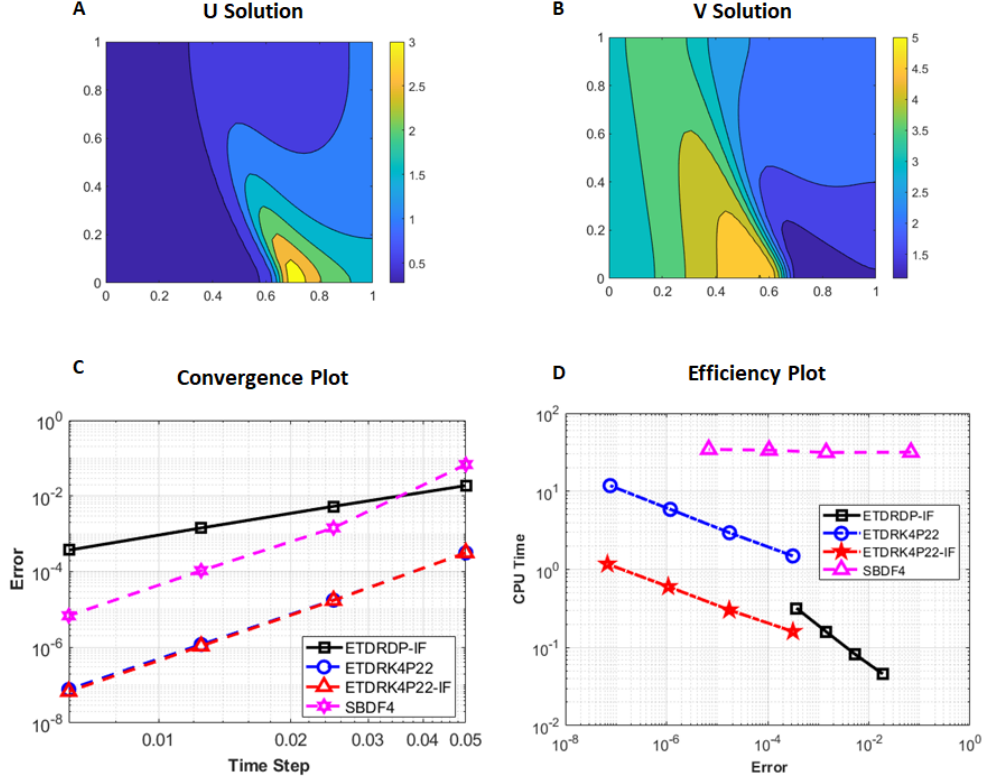 A
U Solution
1
0.8
0.6
0.4
0.2
0
0 0.2 0.4 0.6 0.8 1
3
2.5
2
1.5
1
0.5
B
V Solution
1
0.8
0.6
0.4
0.2
0
0 0.2 0.4 0.6 0.8 1
5
4.5
4
3.5
3
2.5
2
1.5
C
Convergence Plot
10^0
10^-2
10^-4
10^-6
10^-8
Error
ETDRDP-IF
ETDRK4P22
ETDRK4P22-IF
SBDF4
0.01 0.02 0.03 0.04 0.05
Time Step
D
Efficiency Plot
10^2
10^1
10^0
10^-1
10^-2
CPU Time
ETDRDP-IF
ETDRK4P22
ETDRK4P22-IF
SBDF4
10^-8 10^-6 10^-4 10^-2 10^0
Error